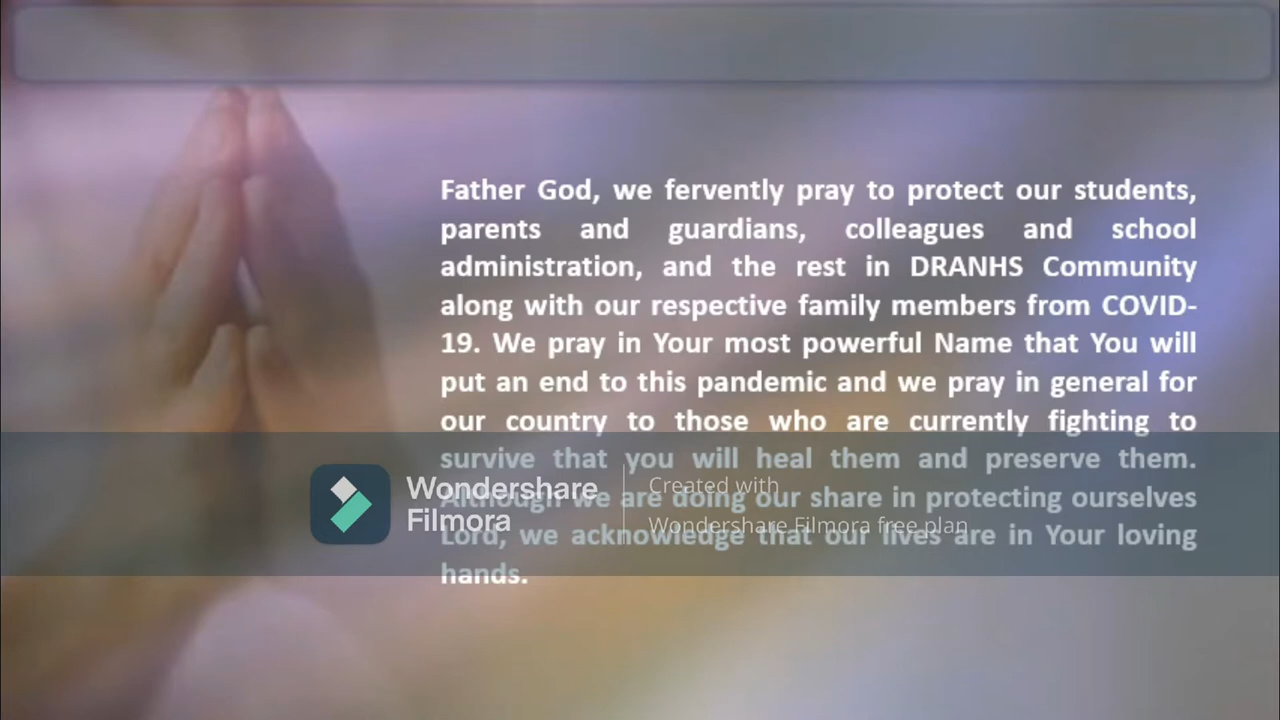 Father God, we fervently pray to protect our students,
parents and guardians, colleagues and school
administration, and the rest in DRANHS Community
along with our respective family members from COVID-
19. We pray in Your most powerful Name that You will
put an end to this pandemic and we pray in general for
our country to those who are currently fighting to
survive that you will heal them and preserve them.
Although we are doing our share in protecting ourselves
Lord, we acknowledge that our lives are in Your loving
hands.
Wondershare
Filmora
Created with
Wondershare Filmora free plan